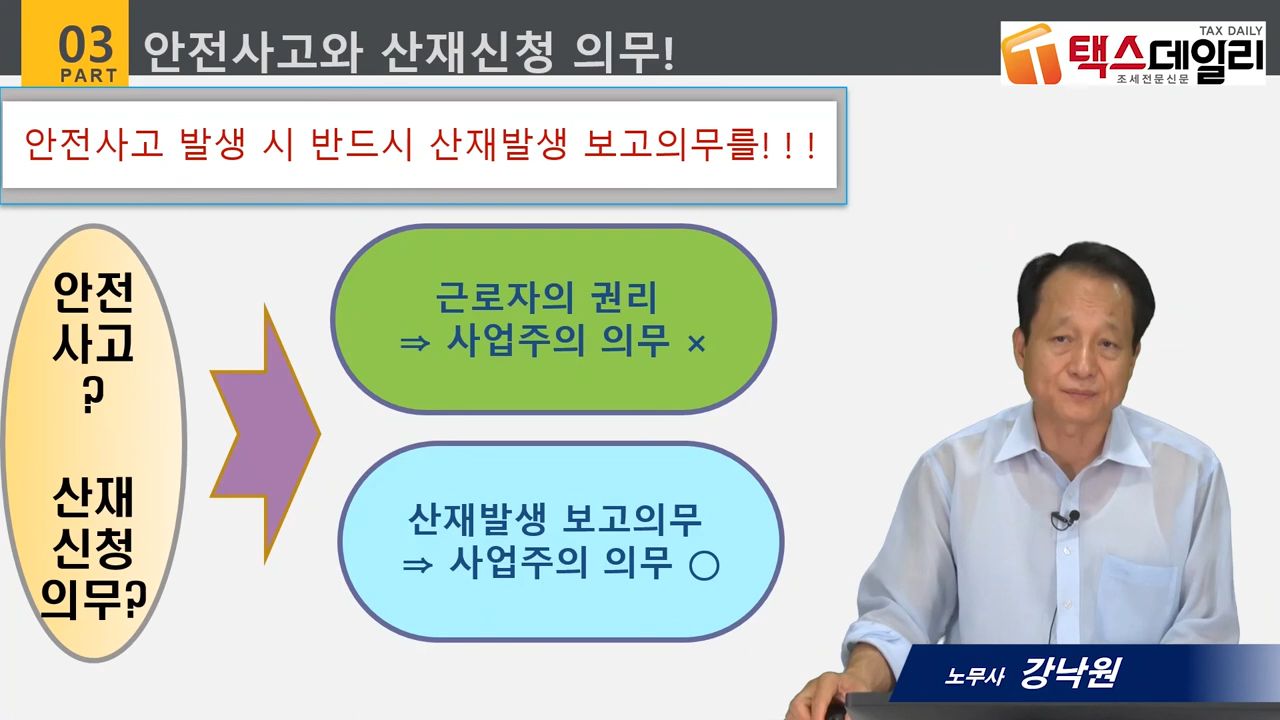 03
PART
안전사고와 산재신청 의무!
TAX DAILY
택스데일리
조세전문신문
안전사고 발생 시 반드시 산재발생 보고의무를! ! !
안전
사고
?
산재
신청
의무?
근로자의 권리
⇒ 사업주의 의무 ×
산재발생 보고의무
⇒ 사업주의 의무 ○
노무사 강낙원